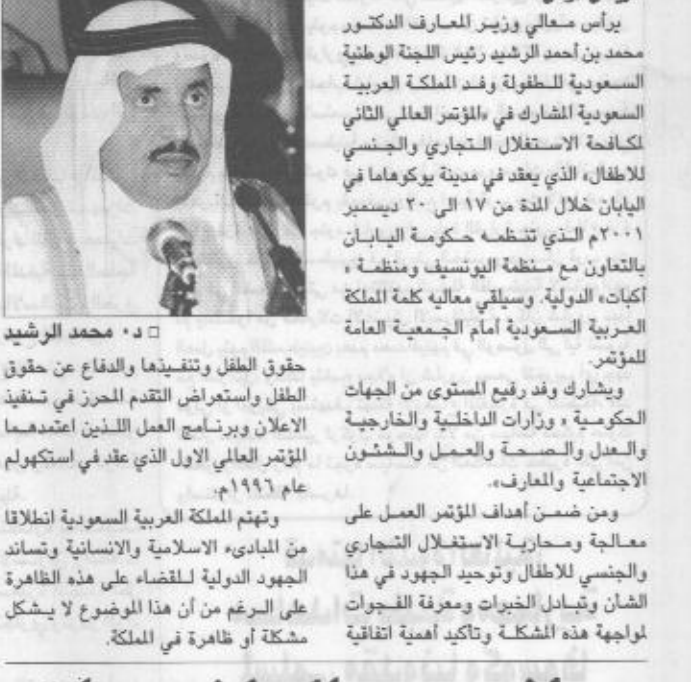 يرأس معالي وزير المعارف الدكتور
محمد بن أحمد الرشيد رئيس اللجنة الوطنية
السعودية للطفولة وفد المملكة العربية
السعودية المشارك في «المؤتمر العالمي الثاني
لمكافحة الاستغلال التجاري والجنسي
للاطفال» الذي يعقد في مدينة يوكوهاما في
اليابان خلال المدة من ١٧ الى ٢٠ ديسمبر
٢٠٠١م الذي تنظمه حكومة اليابان
بالتعاون مع منظمة اليونسيف ومنظمة «
أكبات» الدولية. وسيلقي معاليه كلمة المملكة
العربية السعودية أمام الجمعية العامة
للمؤتمر.
ويشارك وفد رفيع المستوى من الجهات
الحكومية « وزارات الداخلية والخارجية
والعدل والصحة والعمل والشئون
الاجتماعية والمعارف».
ومن ضمن أهداف المؤتمر العمل على
معالجة ومحاربة الاستغلال التجاري
والجنسي للاطفال وتوحيد الجهود في هذا
الشأن وتبادل الخبرات ومعرفة الفجوات
لمواجهة هذه المشكلة وتأكيد أهمية اتفاقية
□ د٠ محمد الرشيد
حقوق الطفل وتنفيذها والدفاع عن حقوق
الطفل واستعراض التقدم المحرز في تنفيذ
الاعلان وبرنامج العمل اللذين اعتمدهما
المؤتمر العالمي الاول الذي عقد في استكهولم
عام ١٩٩٦م.
وتهتم المملكة العربية السعودية انطلاقا
من المبادىء الاسلامية والانسانية وتساند
الجهود الدولية للقضاء على هذه الظاهرة
على الرغم من أن هذا الموضوع لا يشكل
مشكلة أو ظاهرة في المملكة.